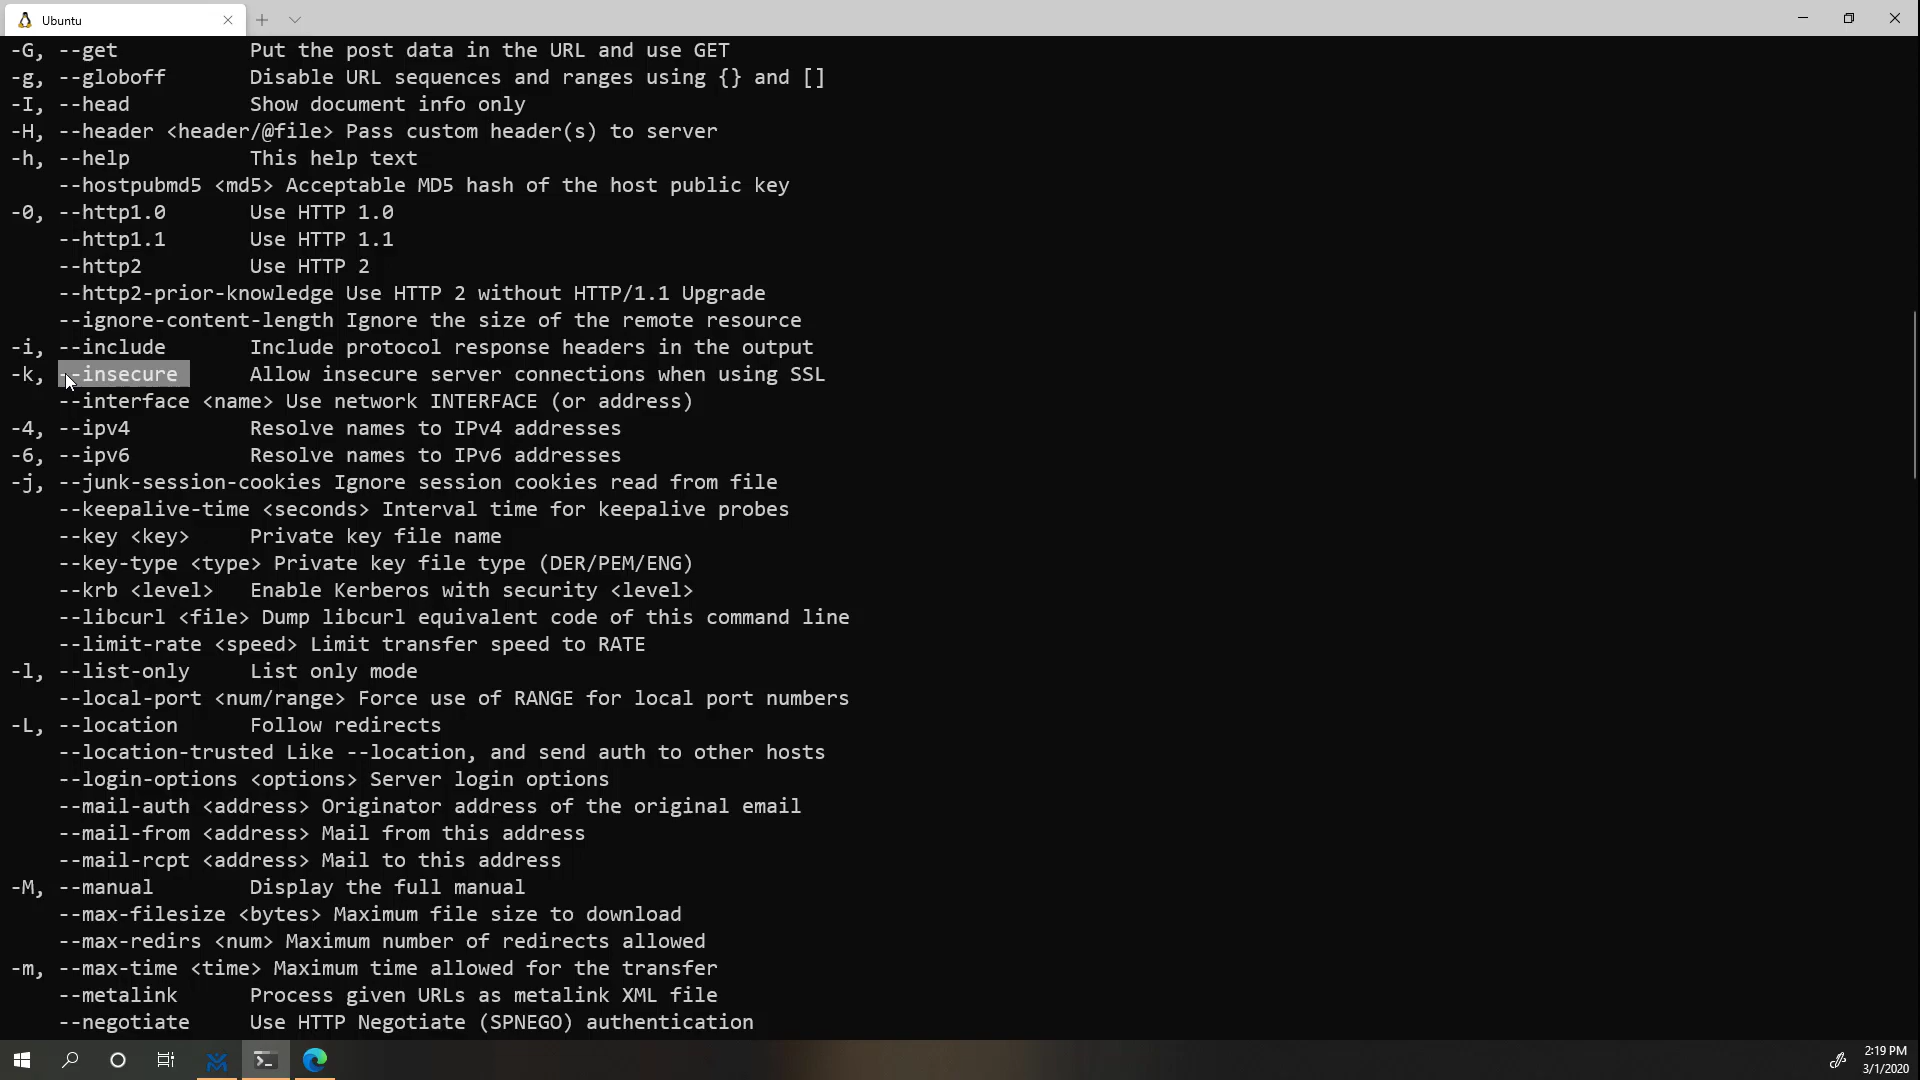 Ubuntu
-G, --get           Put the post data in the URL and use GET
-g, --globoff       Disable URL sequences and ranges using {} and []
-I, --head          Show document info only
-H, --header <header/@file> Pass custom header(s) to server
-h, --help          This help text
    --hostpubmd5 <md5> Acceptable MD5 hash of the host public key
-0, --http1.0       Use HTTP 1.0
    --http1.1       Use HTTP 1.1
    --http2         Use HTTP 2
    --http2-prior-knowledge Use HTTP 2 without HTTP/1.1 Upgrade
    --ignore-content-length Ignore the size of the remote resource
-i, --include       Include protocol response headers in the output
-k, --insecure      Allow insecure server connections when using SSL
    --interface <name> Use network INTERFACE (or address)
-4, --ipv4          Resolve names to IPv4 addresses
-6, --ipv6          Resolve names to IPv6 addresses
-j, --junk-session-cookies Ignore session cookies read from file
    --keepalive-time <seconds> Interval time for keepalive probes
    --key <key>     Private key file name
    --key-type <type> Private key file type (DER/PEM/ENG)
    --krb <level>   Enable Kerberos with security <level>
    --libcurl <file> Dump libcurl equivalent code of this command line
    --limit-rate <speed> Limit transfer speed to RATE
-l, --list-only     List only mode
    --local-port <num/range> Force use of RANGE for local port numbers
-L, --location      Follow redirects
    --location-trusted Like --location, and send auth to other hosts
    --login-options <options> Server login options
    --mail-auth <address> Originator address of the original email
    --mail-from <address> Mail from this address
    --mail-rcpt <address> Mail to this address
-M, --manual        Display the full manual
    --max-filesize <bytes> Maximum file size to download
    --max-redirs <num> Maximum number of redirects allowed
-m, --max-time <time> Maximum time allowed for the transfer
    --metalink      Process given URLs as metalink XML file
    --negotiate     Use HTTP Negotiate (SPNEGO) authentication
2:19 PM
3/1/2020